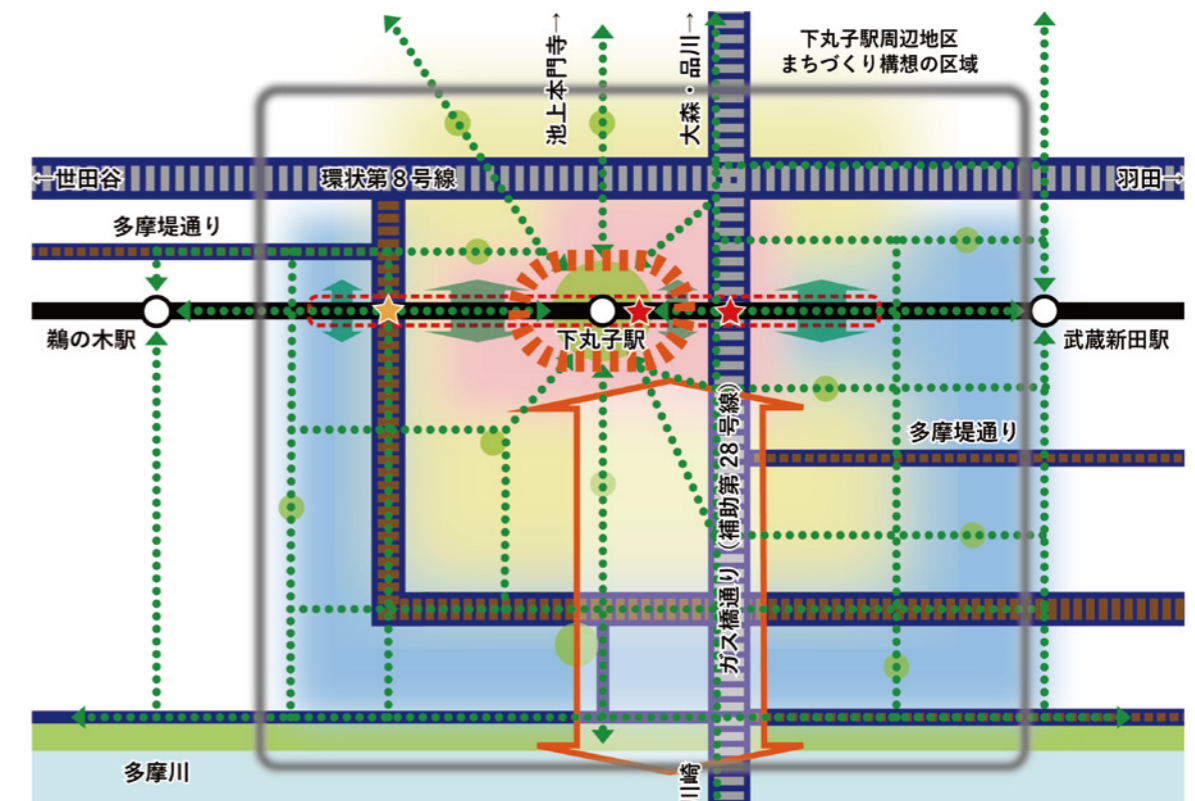 池上本門寺→
大森・品川→
下丸子駅周辺地区
まちづくり構想の区域
←世田谷
環状第8号線
羽田→
多摩堤通り
鵜の木駅
下丸子駅
武蔵新田駅
ガス橋通り（補助第28号線）
多摩堤通り
多摩川
川崎